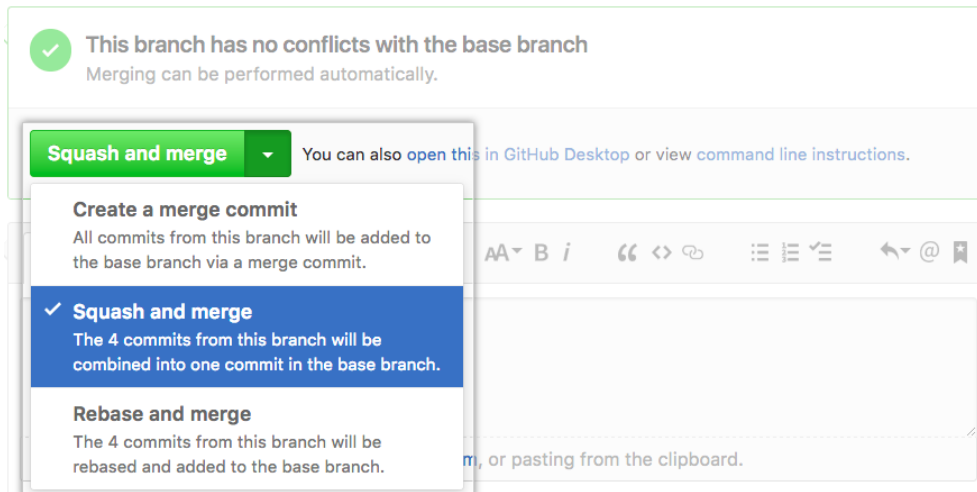 This branch has no conflicts with the base branch
Merging can be performed automatically.
Squash and merge
You can also open this in GitHub Desktop or view command line instructions.
Create a merge commit
All commits from this branch will be added to
the base branch via a merge commit.
AA B i
Squash and merge
The 4 commits from this branch will be
combined into one commit in the base branch.
Rebase and merge
The 4 commits from this branch will be
rebased and added to the base branch.
, or pasting from the clipboard.